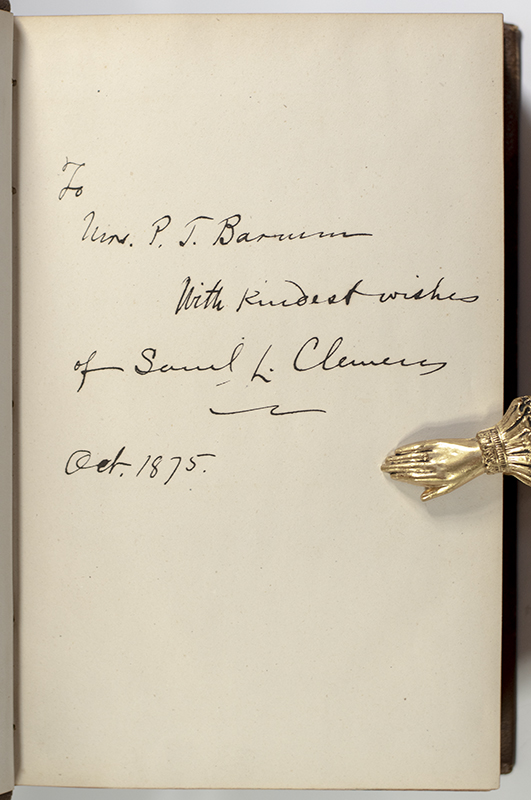 To
Mrs. P. T. Barnum
With kindest wishes
of Saml L. Clemens
Oct. 1875.